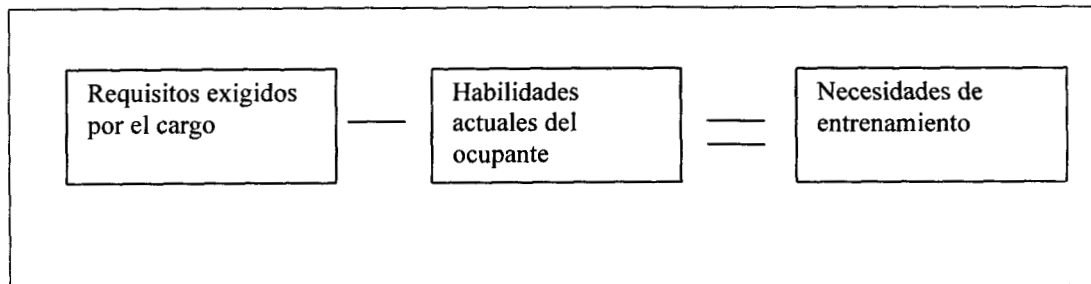 Requisitos exigidos
por el cargo
Habilidades
actuales del
ocupante
Necesidades de
entrenamiento